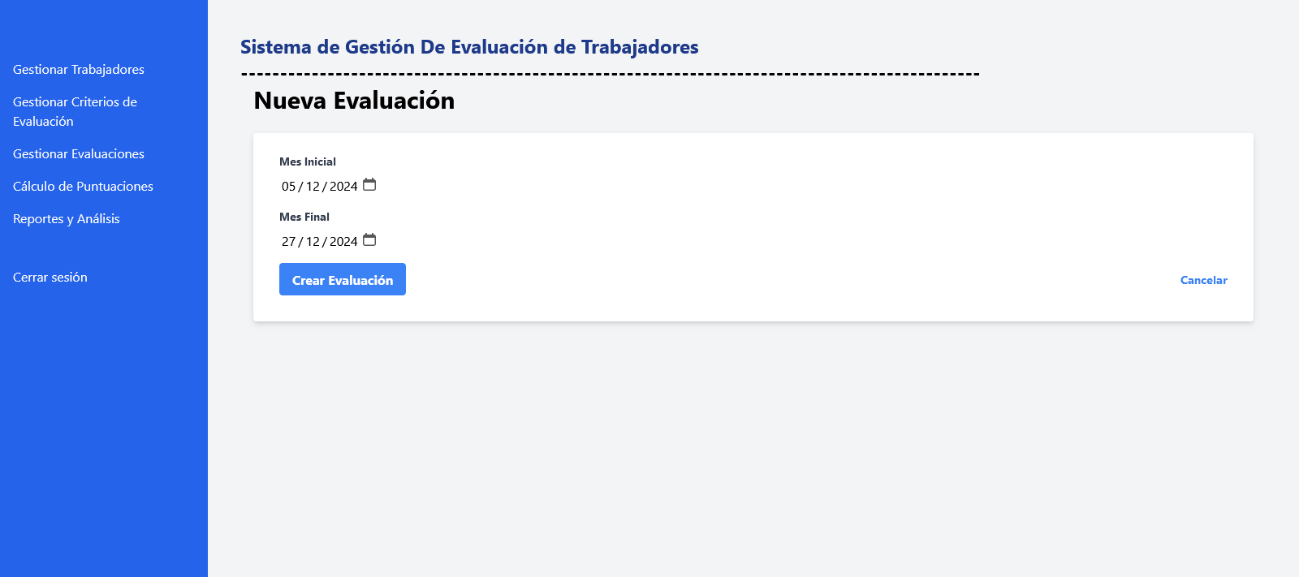 Gestionar Trabajadores
Gestionar Criterios de
Evaluación
Gestionar Evaluaciones
Cálculo de Puntuaciones
Reportes y Análisis
Cerrar sesión
Sistema de Gestión De Evaluación de Trabajadores
Nueva Evaluación
Mes Inicial
05/12/2024
Mes Final
27/12/2024
Crear Evaluación
Cancelar